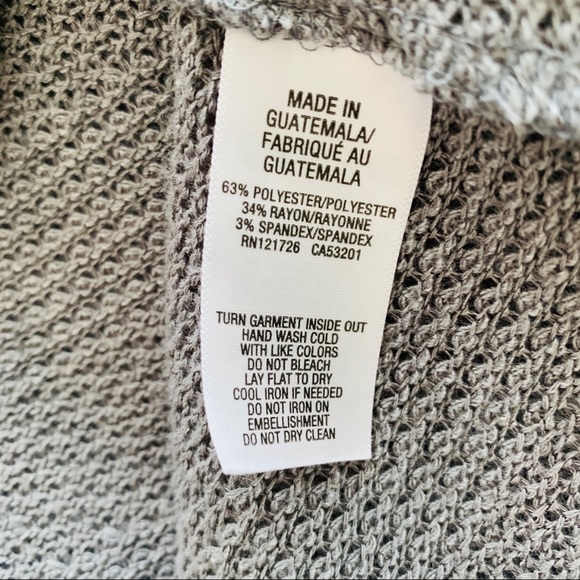 MADE IN
GUATEMALA/
FABRIQUÉ AU
GUATEMALA
63% POLYESTER/POLYESTER
34% RAYON/RAYONNE
3% SPANDEX/SPANDEX
RN121726 CA53201
TURN GARMENT INSIDE OUT
HAND WASH COLD
WITH LIKE COLORS
DO NOT BLEACH
LAY FLAT TO DRY
COOL IRON IF NEEDED
DO NOT IRON ON
EMBELLISHMENT
DO NOT DRY CLEAN